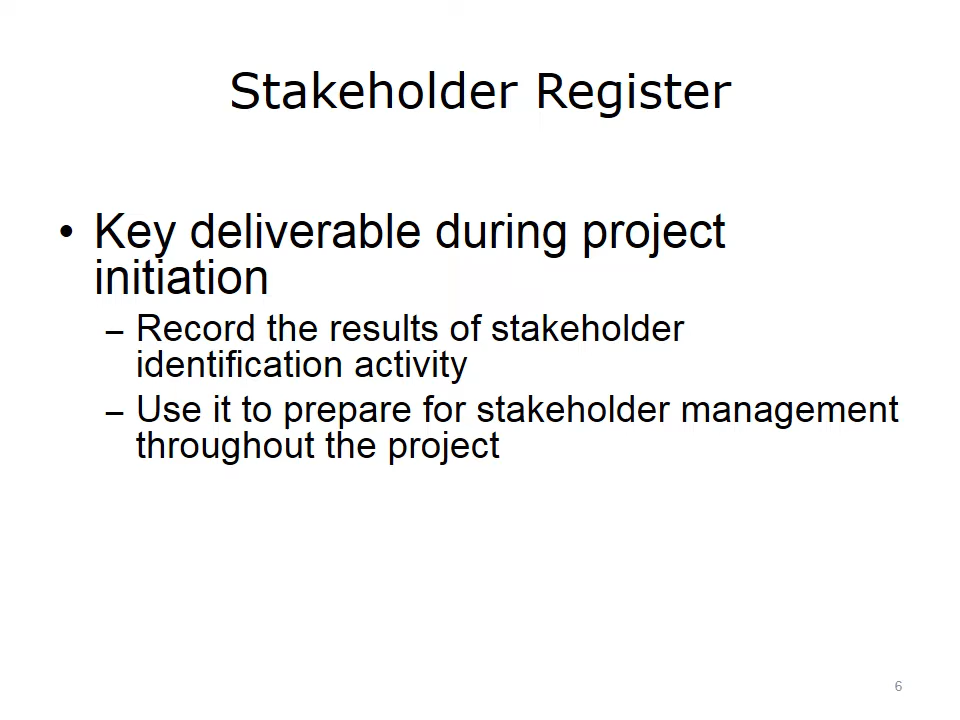 Stakeholder Register
• Key deliverable during project
initiation
– Record the results of stakeholder
identification activity
– Use it to prepare for stakeholder management
throughout the project
6